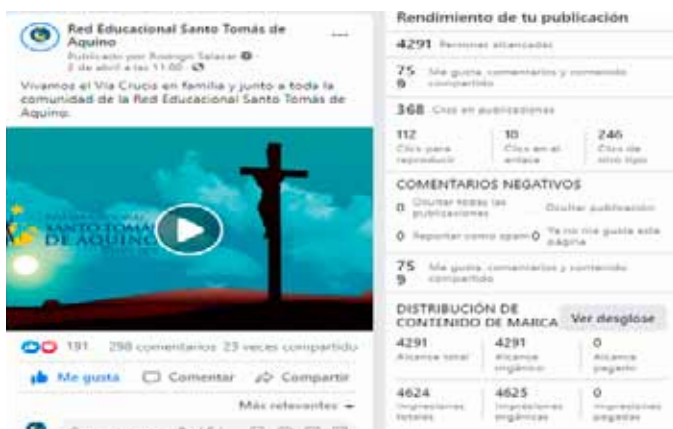 Red Educacional Santo Tomás de
Aquino
Publicado por Rodrigo Salazar
2 de abril a las 11:00
Vivamos el Vía Crucis en familia y junto a toda la
comunidad de la Red Educacional Santo Tomás de
Aquino.
SANTO TOMÁS
DE AQUINO
191 298 comentarios 23 veces compartido
Me gusta Comentar Compartir
Más relevantes
Rendimiento de tu publicación
4291 Personas alcanzadas
75 Me gusta, comentarios y contenido
9 compartido
368 Clics en publicaciones
112 10 246
Clics para Clics en el Clics de
reproducir enlace otro tipo
COMENTARIOS NEGATIVOS
0 Ocultar todas las Ocultar publicación
publicaciones
0 Reportar como spam 0 Ya no me gusta esta
página
75 Me gusta, comentarios y contenido
9 compartido
DISTRIBUCIÓN DE
CONTENIDO DE MARCA Ver desglose
4291 4291 0
Alcance total Alcance Alcance
orgánico pagado
4624 4625 0
Impresiones Impresiones Impresiones
totales orgánicas pagadas